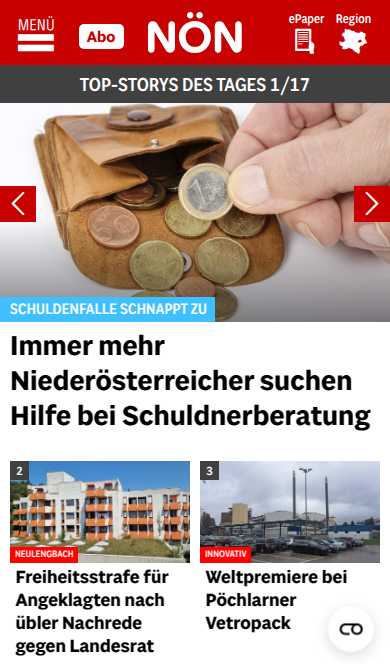 MENÜ
Abo
NÖN
ePaper
Region
TOP-STORYS DES TAGES 1/17
SCHULDENFALLE SCHNAPPT ZU
Immer mehr
Niederösterreicher suchen
Hilfe bei Schuldnerberatung
2
NEULENGBACH
Freiheitsstrafe für
Angeklagten nach
übler Nachrede
gegen Landesrat
3
INNOVATIV
Weltpremiere bei
Pöchlarner
Vetropack